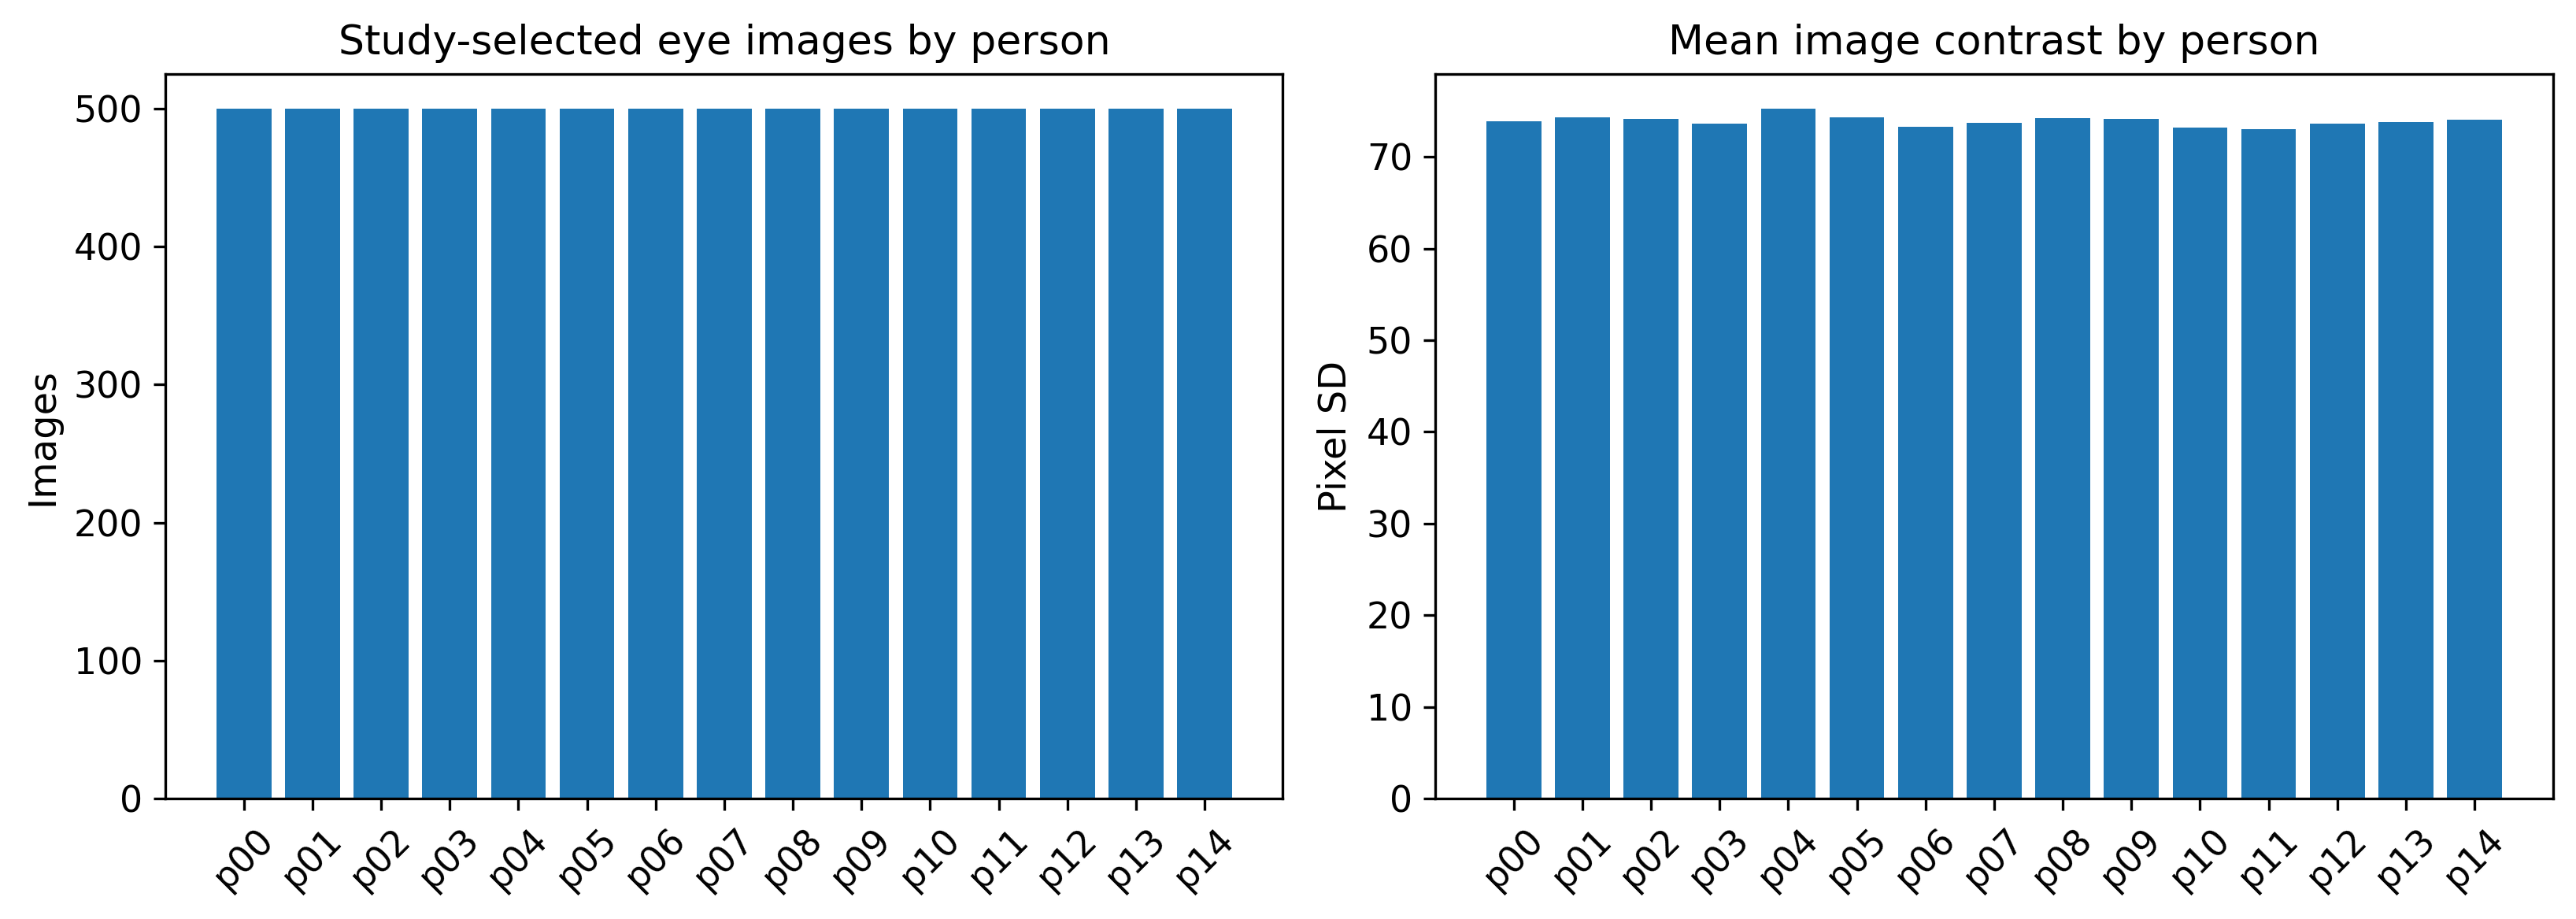 Study-selected eye images by person
Images
500
400
300
200
100
0
p00 p01 p02 p03 p04 p05 p06 p07 p08 p09 p10 p11 p12 p13 p14
Mean image contrast by person
Pixel SD
70
60
50
40
30
20
10
0
p00 p01 p02 p03 p04 p05 p06 p07 p08 p09 p10 p11 p12 p13 p14